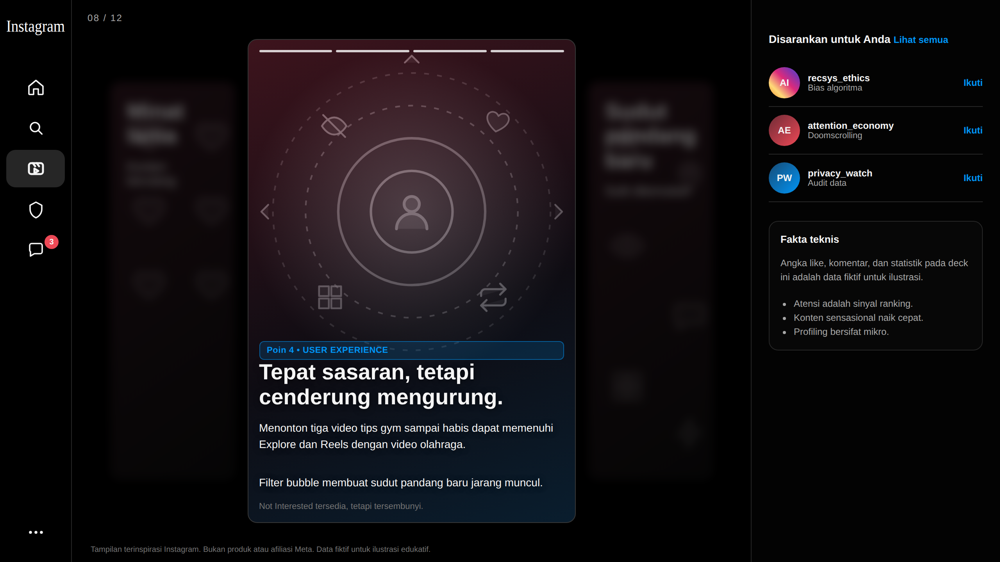 Instagram
3
08 / 12
Poin 4 • USER EXPERIENCE
Tepat sasaran, tetapi
cenderung mengurung.
Menonton tiga video tips gym sampai habis dapat memenuhi
Explore dan Reels dengan video olahraga.
Filter bubble membuat sudut pandang baru jarang muncul.
Not Interested tersedia, tetapi tersembunyi.
Sudut
pandang
baru
Tampilan terinspirasi Instagram. Bukan produk atau afiliasi Meta. Data fiktif untuk ilustrasi edukatif.
Disarankan untuk Anda Lihat semua
AI
recsys_ethics
Bias algoritma
Ikuti
AE
attention_economy
Doomscrolling
Ikuti
PW
privacy_watch
Audit data
Ikuti
Fakta teknis
Angka like, komentar, dan statistik pada deck
ini adalah data fiktif untuk ilustrasi.
• Atensi adalah sinyal ranking.
• Konten sensasional naik cepat.
• Profiling bersifat mikro.